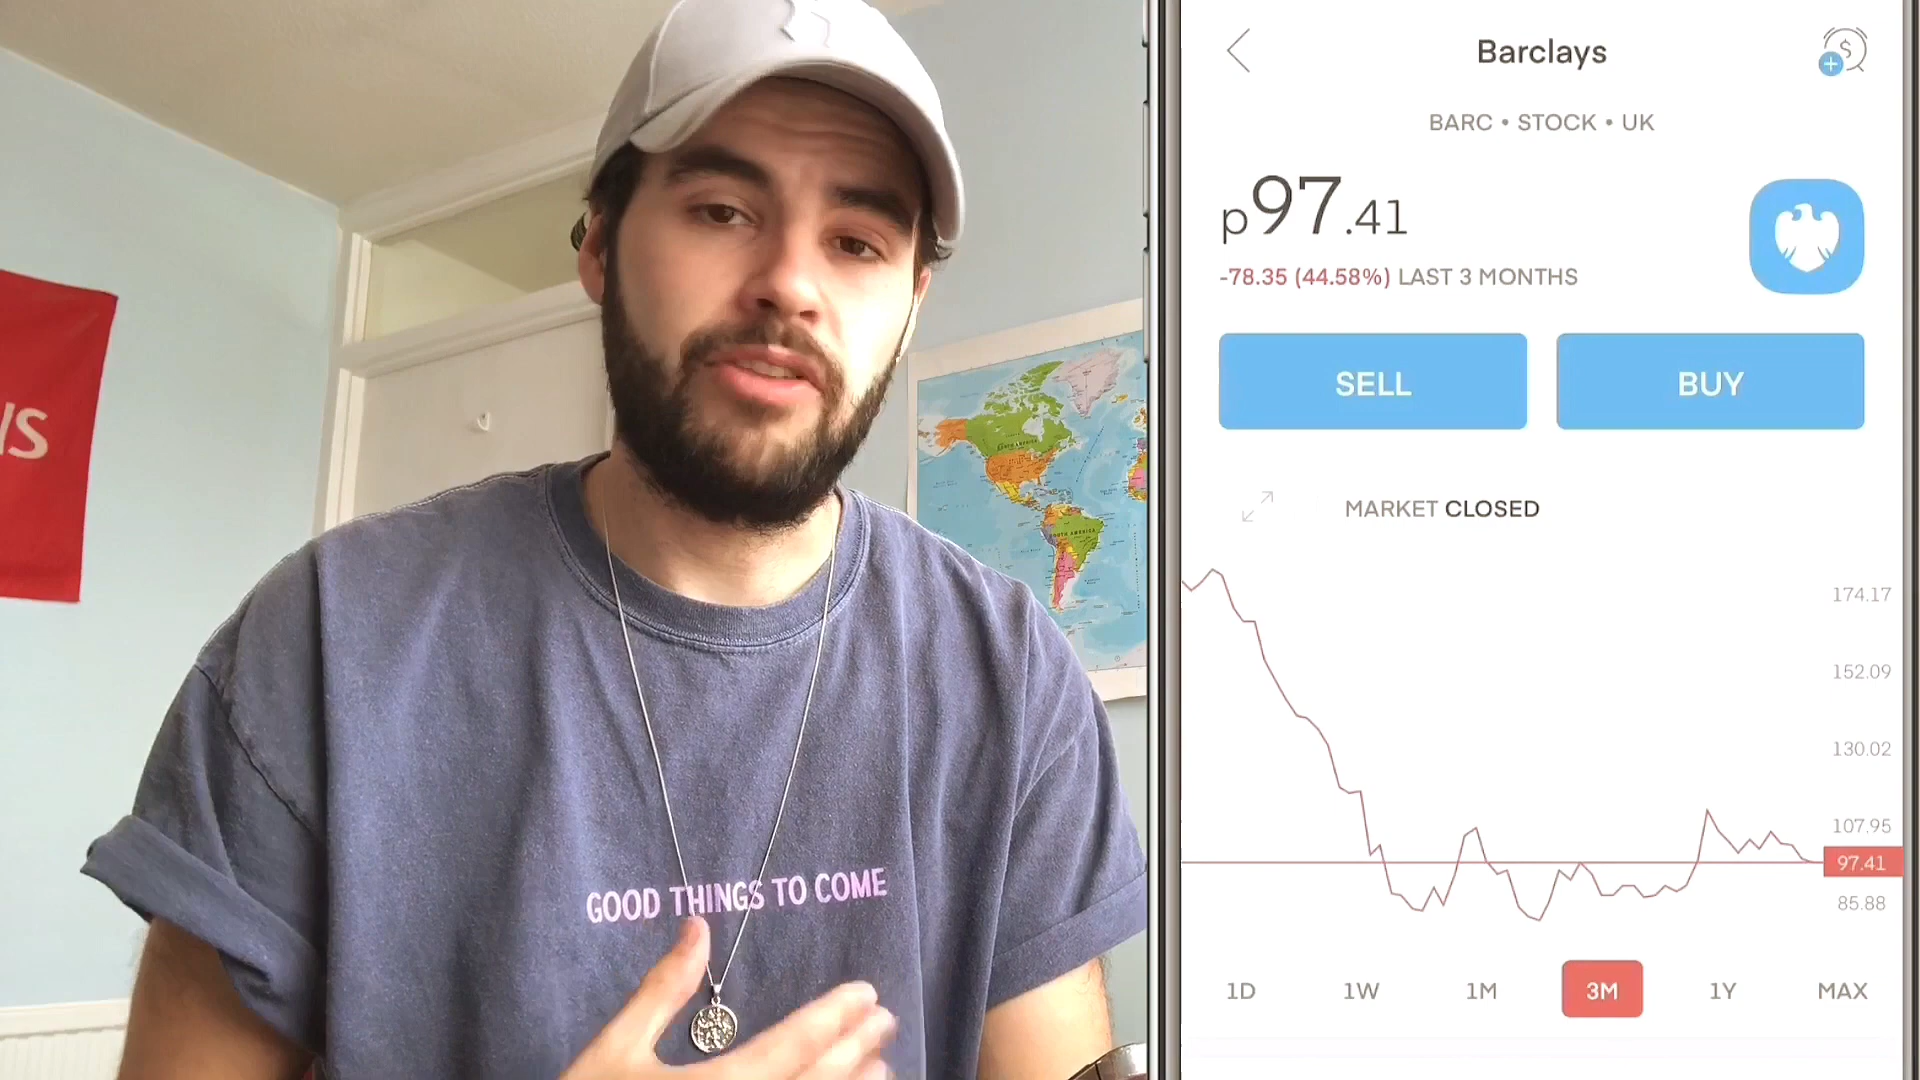 Barclays
BARC • STOCK • UK
p97.41
-78.35 (44.58%) LAST 3 MONTHS
SELL
BUY
MARKET CLOSED
174.17
152.09
130.02
107.95
97.41
85.88
1D
1W
1M
3M
1Y
MAX
GOOD THINGS TO COME
SOUTH AMERICA